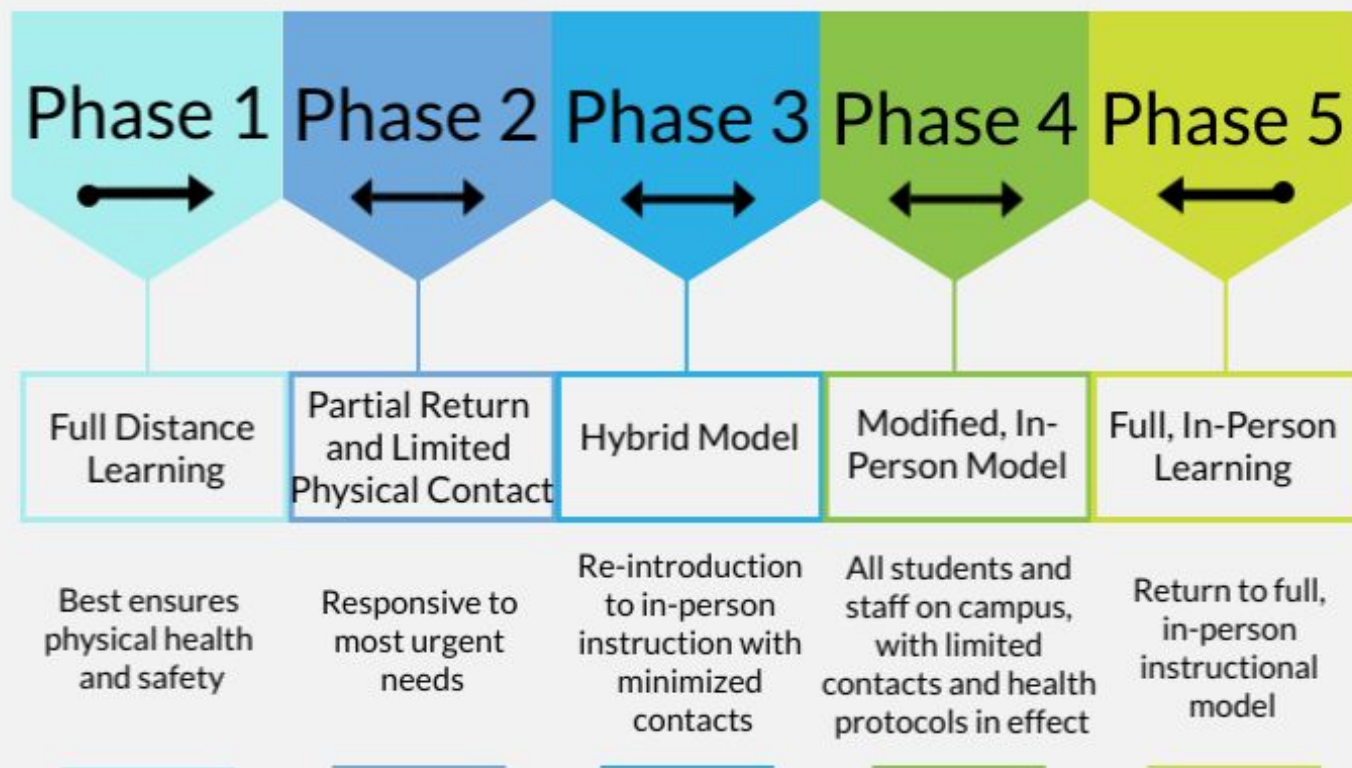 Phase 1
Phase 2
Phase 3
Phase 4
Phase 5
Full Distance
Learning
Partial Return
and Limited
Physical Contact
Hybrid Model
Modified, In-
Person Model
Full, In-Person
Learning
Best ensures
physical health
and safety
Responsive to
most urgent
needs
Re-introduction
to in-person
instruction with
minimized
contacts
All students and
staff on campus,
with limited
contacts and health
protocols in effect
Return to full,
in-person
instructional
model